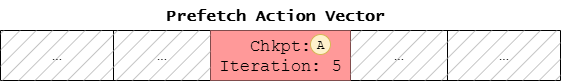 Prefetch Action Vector
... ... Chkpt: A ... ...
Iteration: 5